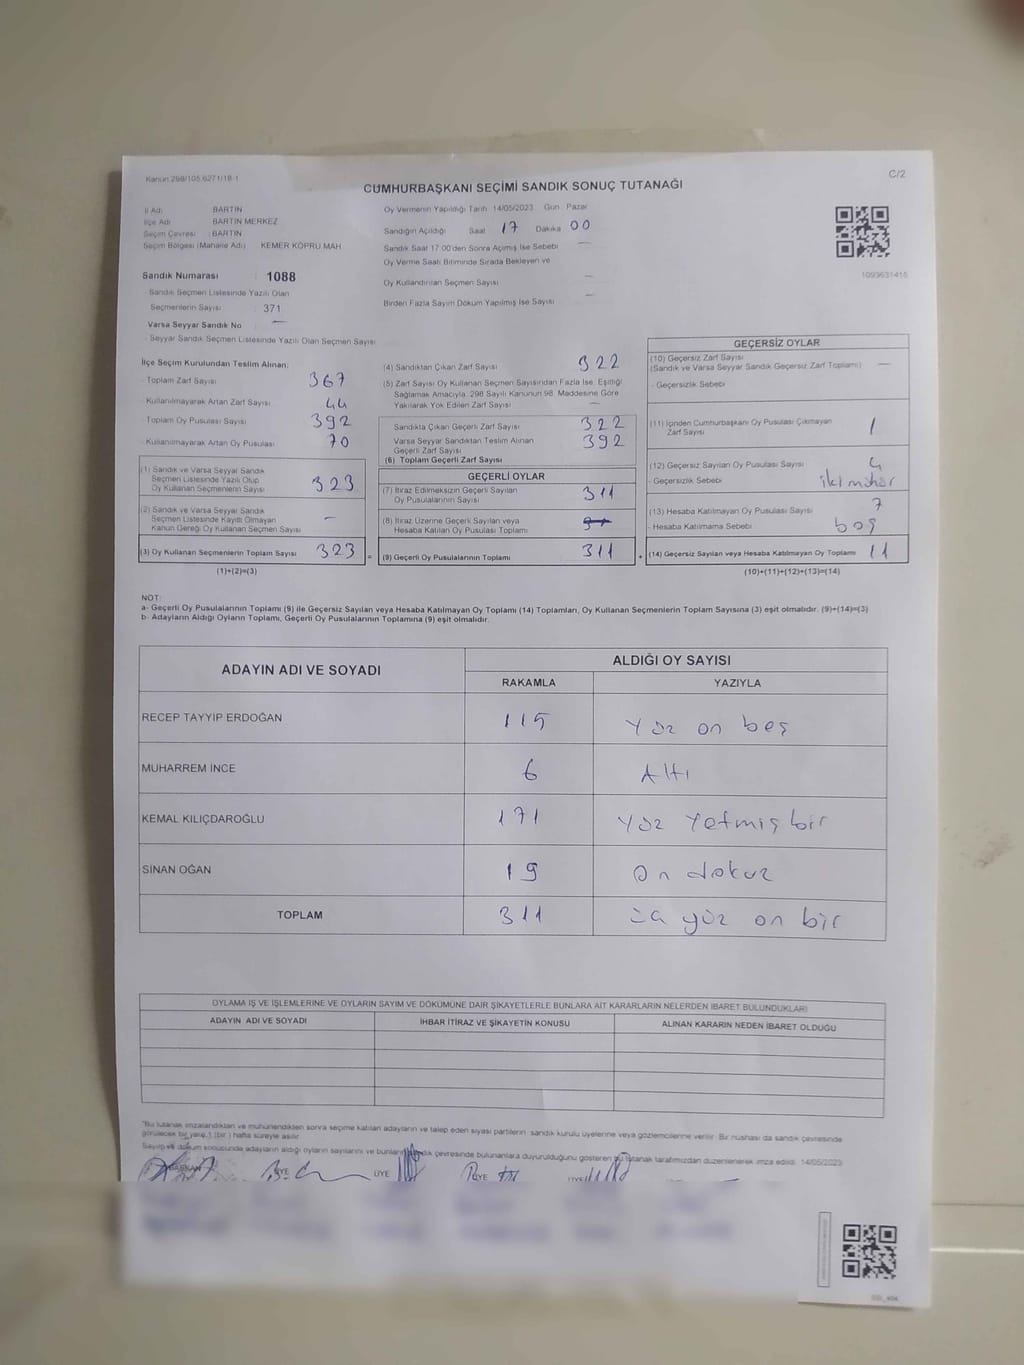 Kanun:298/105,6271/18-1
CUMHURBAŞKANI SEÇİMİ SANDIK SONUÇ TUTANAĞI
C/2
İl Adı BARTIN
İlçe Adı BARTIN MERKEZ
Seçim Çevresi : BARTIN
Seçim Bölgesi (Mahalle Adı) KEMER KÖPRÜ MAH
Sandık Numarası : 1088
- Sandık Seçmen Listesinde Yazılı Olan
Seçmenlerin Sayısı : 371
Varsa Seyyar Sandık No —
- Seyyar Sandık Seçmen Listesinde Yazılı Olan Seçmen Sayısı
Oy Vermenin Yapıldığı Tarih 14/05/2023 Gün Pazar
Sandığın Açıldığı Saat 17 Dakika 00
Sandık Saat 17.00'den Sonra Açılmış İse Sebebi —
Oy Verme Saati Bitiminde Sırada Bekleyen ve
Oy Kullandırılan Seçmen Sayısı —
Birden Fazla Sayım Döküm Yapılmış İse Sayısı —
1093631415
İlçe Seçim Kurulundan Teslim Alınan:
- Toplam Zarf Sayısı 367
- Kullanılmayarak Artan Zarf Sayısı 44
- Toplam Oy Pusulası Sayısı 392
- Kullanılmayarak Artan Oy Pusulası 70
(1) Sandık ve Varsa Seyyar Sandık
Seçmen Listesinde Yazılı Olup
Oy Kullanan Seçmenlerin Sayısı 323
(2) Sandık ve Varsa Seyyar Sandık
Seçmen Listesinde Kayıtlı Olmayan
Kanun Gereği Oy Kullanan Seçmen Sayısı —
(3) Oy Kullanan Seçmenlerin Toplam Sayısı 323 =
(1)+(2)=(3)
(4) Sandıktan Çıkan Zarf Sayısı 322
(5) Zarf Sayısı Oy Kullanan Seçmen Sayısından Fazla İse, Eşitliği
Sağlamak Amacıyla, 298 Sayılı Kanunun 98. Maddesine Göre
Yakılarak Yok Edilen Zarf Sayısı —
Sandıkta Çıkan Geçerli Zarf Sayısı 322
Varsa Seyyar Sandıktan Teslim Alınan 392
Geçerli Zarf Sayısı
(6) Toplam Geçerli Zarf Sayısı
GEÇERLİ OYLAR
(7) İtiraz Edilmeksizin Geçerli Sayılan
Oy Pusulalarının Sayısı 311
(8) İtiraz Üzerine Geçerli Sayılan veya
Hesaba Katılan Oy Pusulası Toplamı
(9) Geçerli Oy Pusulalarının Toplamı 311 +
GEÇERSİZ OYLAR
(10) Geçersiz Zarf Sayısı
(Sandık ve Varsa Seyyar Sandık Geçersiz Zarf Toplamı) —
- Geçersizlik Sebebi
(11) İçinden Cumhurbaşkanı Oy Pusulası Çıkmayan
Zarf Sayısı 1
(12) Geçersiz Sayılan Oy Pusulası Sayısı 4
- Geçersizlik Sebebi iki mühür
(13) Hesaba Katılmayan Oy Pusulası Sayısı 7
- Hesaba Katılmama Sebebi boş
(14) Geçersiz Sayılan veya Hesaba Katılmayan Oy Toplamı 11
(10)+(11)+(12)+(13)=(14)
NOT:
a- Geçerli Oy Pusulalarının Toplamı (9) ile Geçersiz Sayılan veya Hesaba Katılmayan Oy Toplamı (14) Toplamları, Oy Kullanan Seçmenlerin Toplam Sayısına (3) eşit olmalıdır. (9)+(14)=(3)
b- Adayların Aldığı Oyların Toplamı, Geçerli Oy Pusulalarının Toplamına (9) eşit olmalıdır.
ADAYIN ADI VE SOYADI
ALDIĞI OY SAYISI
RAKAMLA YAZIYLA
RECEP TAYYIP ERDOĞAN 115 Yüz on beş
MUHARREM İNCE 6 Altı
KEMAL KILIÇDAROĞLU 171 Yüz Yetmiş bir
SİNAN OĞAN 19 On dokuz
TOPLAM 311 üç yüz on bir
OYLAMA İŞ VE İŞLEMLERİNE VE OYLARIN SAYIM VE DÖKÜMÜNE DAİR ŞİKAYETLERLE BUNLARA AİT KARARLARIN NELERDEN İBARET BULUNDUKLARI
ADAYIN ADI VE SOYADI İHBAR İTİRAZ VE ŞİKAYETİN KONUSU ALINAN KARARIN NEDEN İBARET OLDUĞU
"Bu tutanak imzalandıktan ve mühürlendikten sonra seçime katılan adayların ve talep eden siyasi partilerin sandık kurulu üyelerine veya gözlemcilerine verilir. Bir nüshası da sandık çevresinde
görülecek bir yere, 1 (bir) hafta süreyle asılır.
Sayım ve döküm sonucunda adayların aldığı oyların sayılarını ve bunların sandık çevresinde bulunanlara duyurulduğunu gösteren bu tutanak tarafımızdan düzenlenerek imza edildi. 14/05/2023
BAŞKAN ÜYE ÜYE ÜYE ÜYE